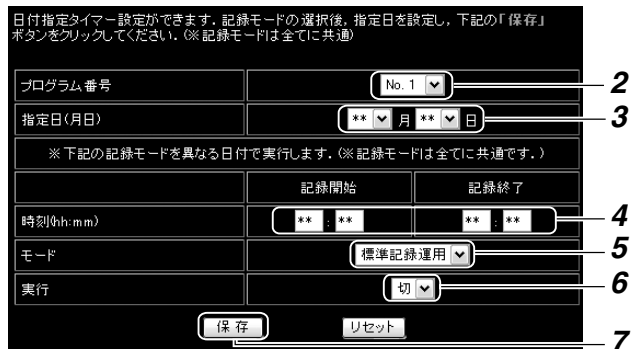 日付指定タイマー設定ができます．記録モードの選択後，指定日を設定し，下記の「保存」
ボタンをクリックしてください．(※記録モードは全てに共通)
プログラム番号 No. 1 2
指定日(月日) ** 月 ** 日 3
※下記の記録モードを異なる日付で実行します．(※記録モードは全てに共通です．)
記録開始 記録終了
時刻(hh:mm) ** : ** ** : ** 4
モード 標準記録運用 5
実行 切 6
保存 リセット 7